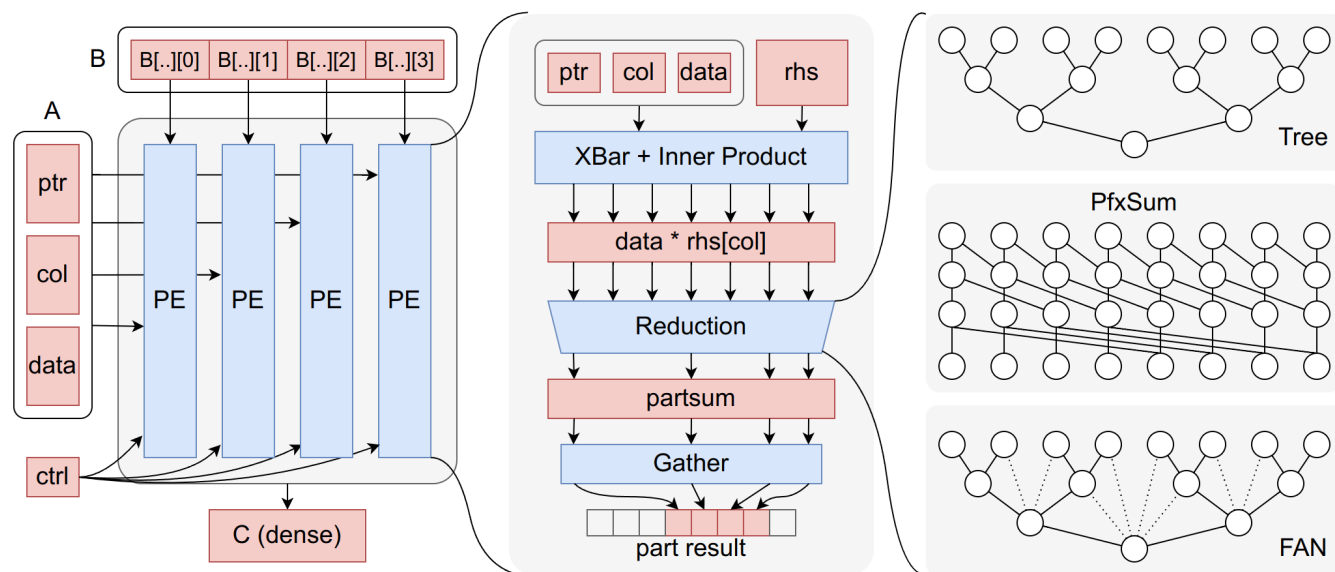 B
B[..][0] B[..][1] B[..][2] B[..][3]
A
ptr
col
data
PE PE PE PE
ctrl
C (dense)
ptr col data rhs
XBar + Inner Product
data * rhs[col]
Reduction
partsum
Gather
part result
Tree
PfxSum
FAN